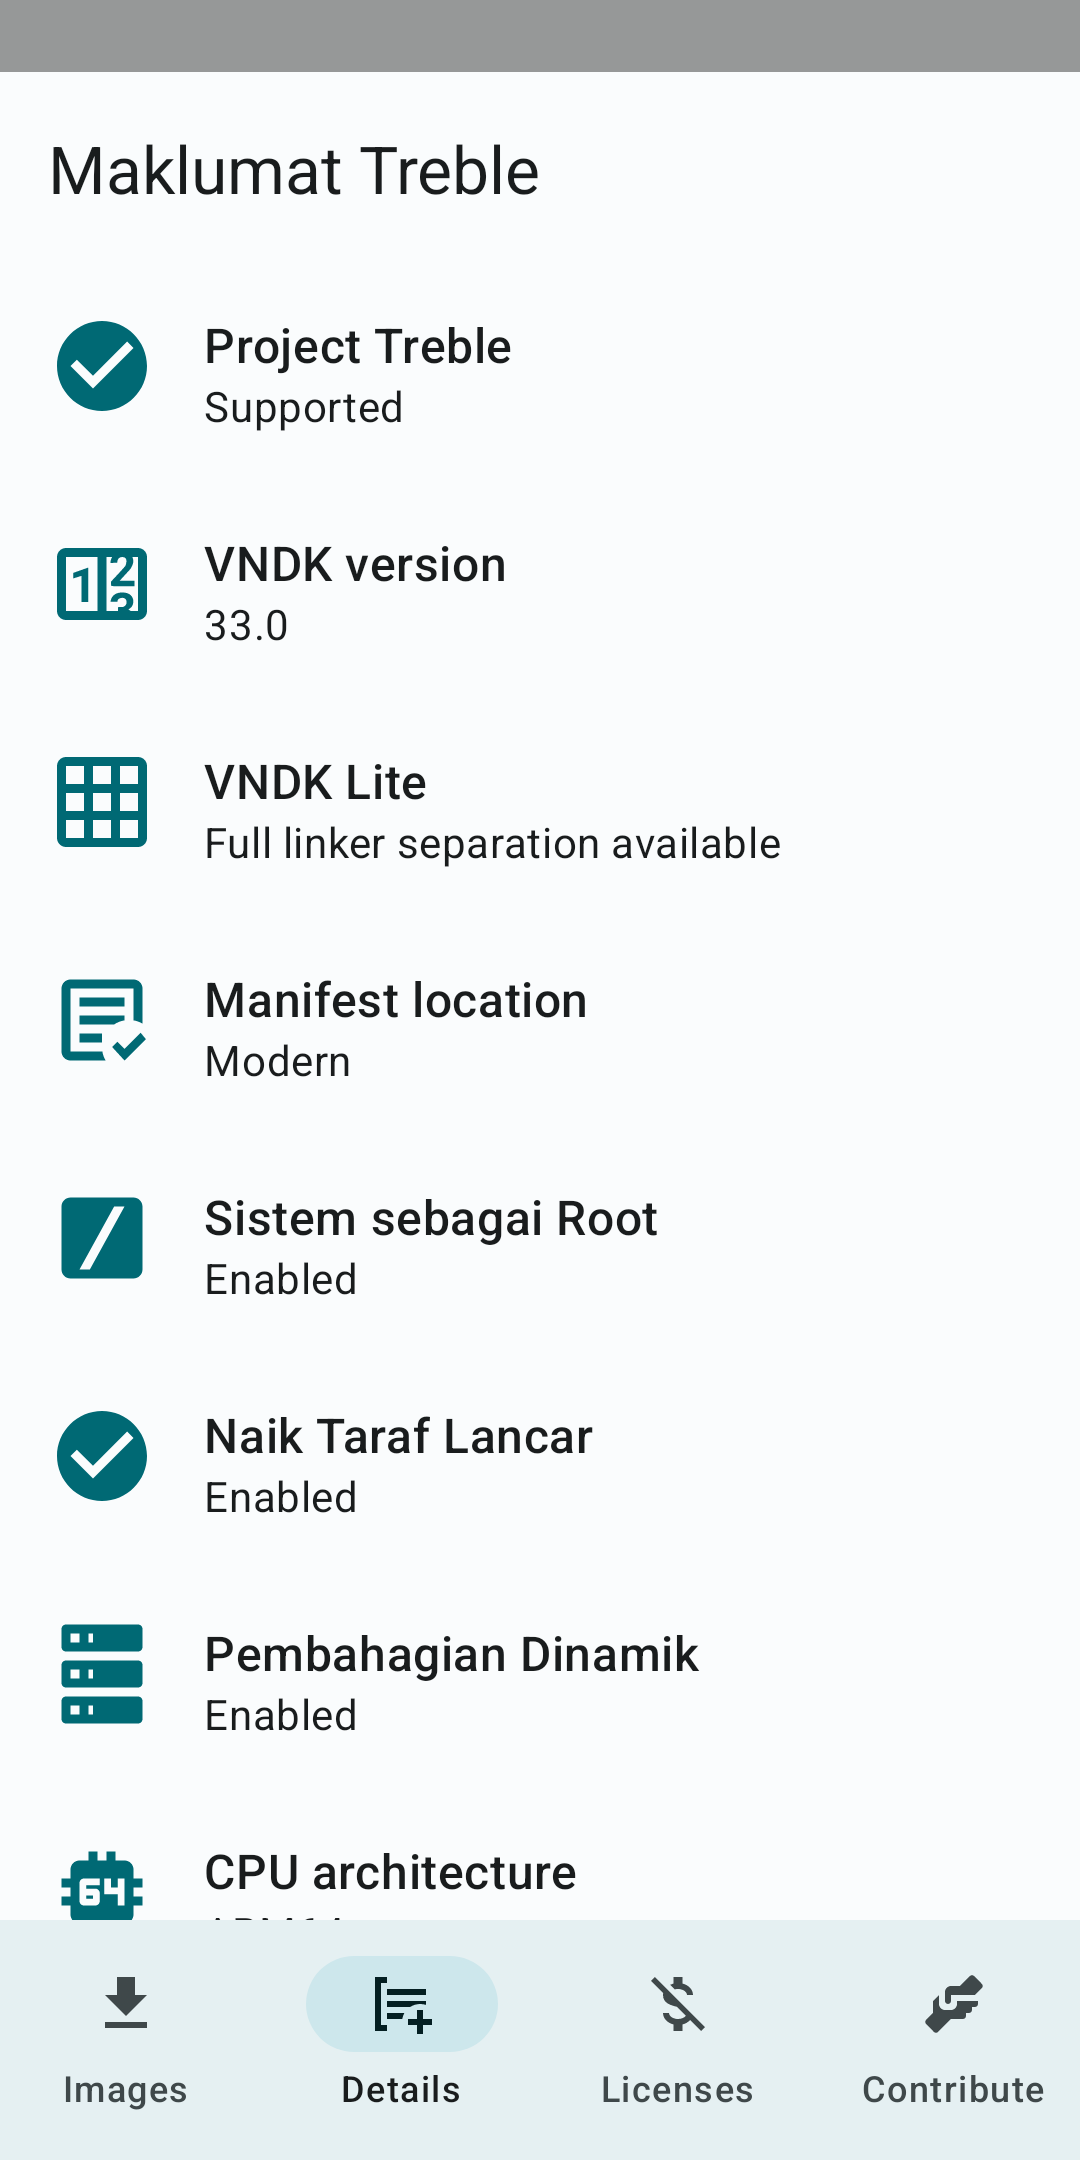 Maklumat Treble
Project Treble
Supported
VNDK version
33.0
VNDK Lite
Full linker separation available
Manifest location
Modern
Sistem sebagai Root
Enabled
Naik Taraf Lancar
Enabled
Pembahagian Dinamik
Enabled
CPU architecture
Images
Details
Licenses
Contribute